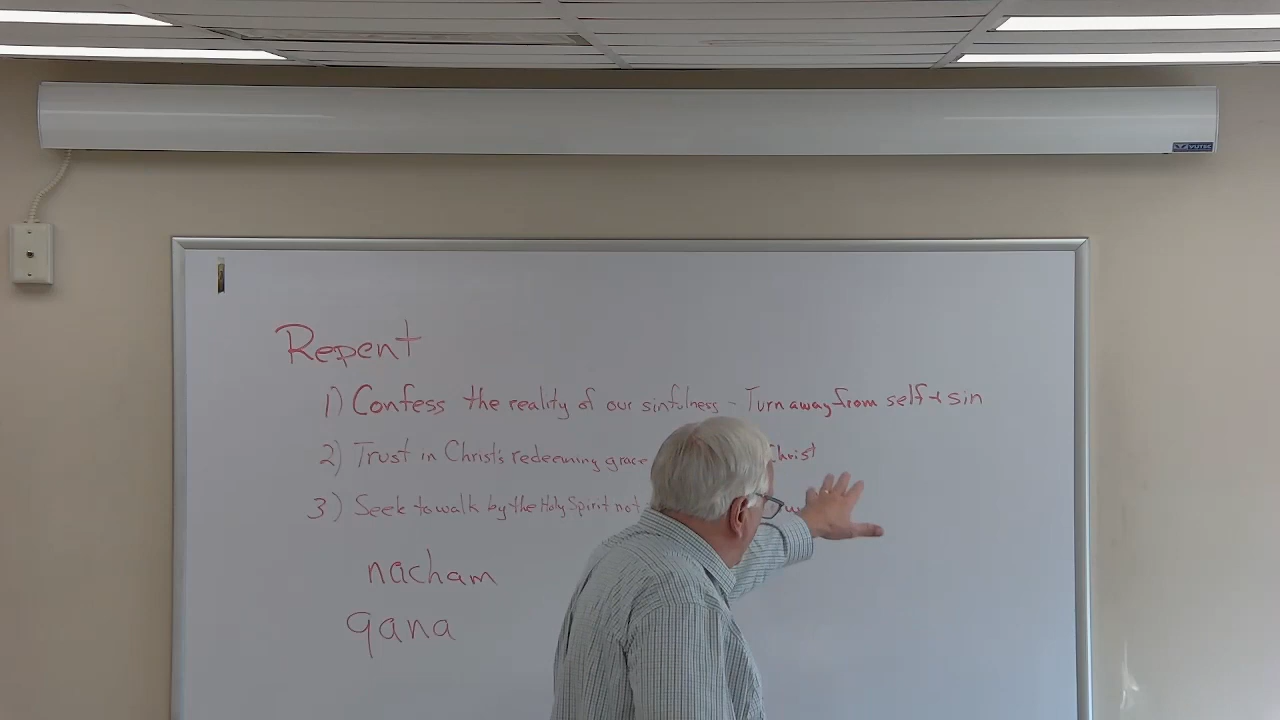 VUTEC
Repent
1) Confess the reality of our sinfulness - Turn away from self + sin
2) Trust in Christ's redeeming grace Christ
3) Seek to walk by the Holy Spirit not
nacham
qana